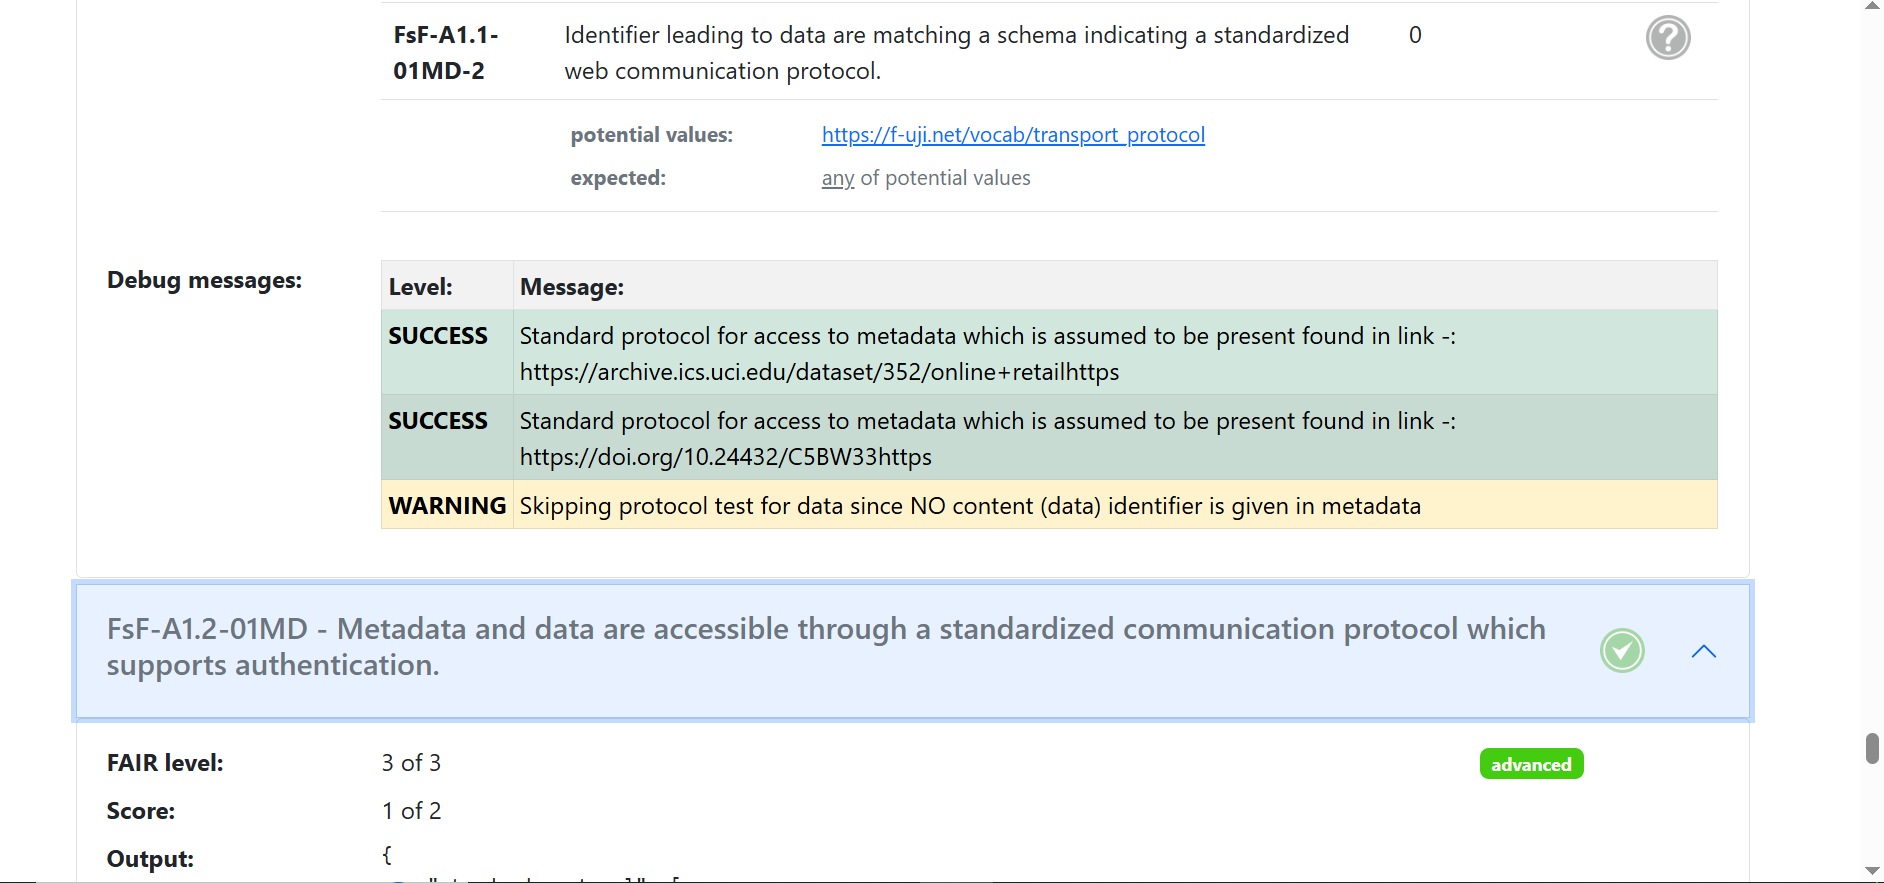 FsF-A1.1-
01MD-2
Identifier leading to data are matching a schema indicating a standardized
web communication protocol.
0
?
potential values:
https://f-uji.net/vocab/transport_protocol
expected:
any of potential values
Debug messages:
Level:
Message:
SUCCESS
Standard protocol for access to metadata which is assumed to be present found in link -:
https://archive.ics.uci.edu/dataset/352/online+retailhttps
SUCCESS
Standard protocol for access to metadata which is assumed to be present found in link -:
https://doi.org/10.24432/C5BW33https
WARNING
Skipping protocol test for data since NO content (data) identifier is given in metadata
FsF-A1.2-01MD - Metadata and data are accessible through a standardized communication protocol which
supports authentication.
FAIR level:
3 of 3
advanced
Score:
1 of 2
Output:
{